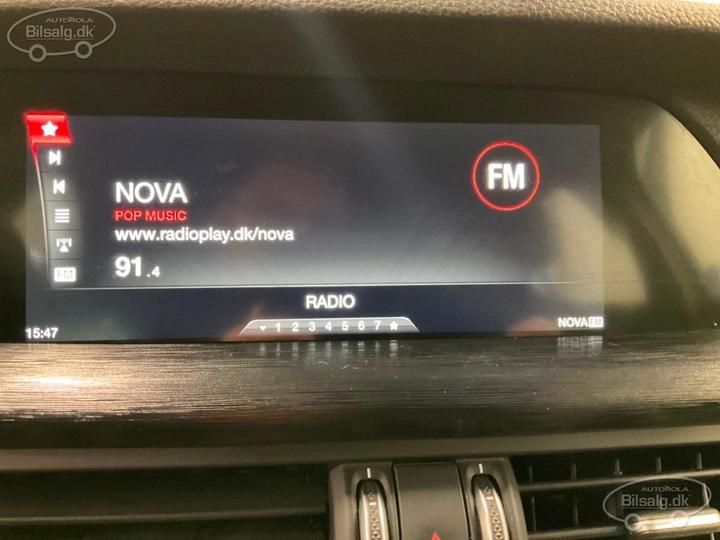 AUTOROLA
Bilsalg.dk
NOVA
FM
POP MUSIC
www.radioplay.dk/nova
91.4
FM
RADIO
15:47
1 2 3 4 5 6 7
NOVA FM
AUTOROLA
Bilsalg.dk